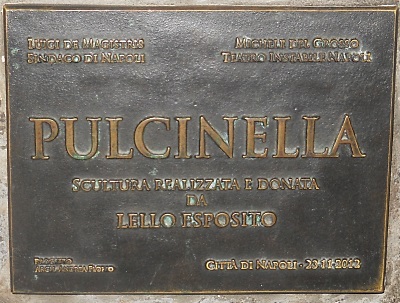 Luigi de Magistris
Sindaco di Napoli
Michele del Grosso
Teatro Instabile Napoli
PULCINELLA
Scultura realizzata e donata
da
LELLO ESPOSITO
Città di Napoli - 29·11·2012